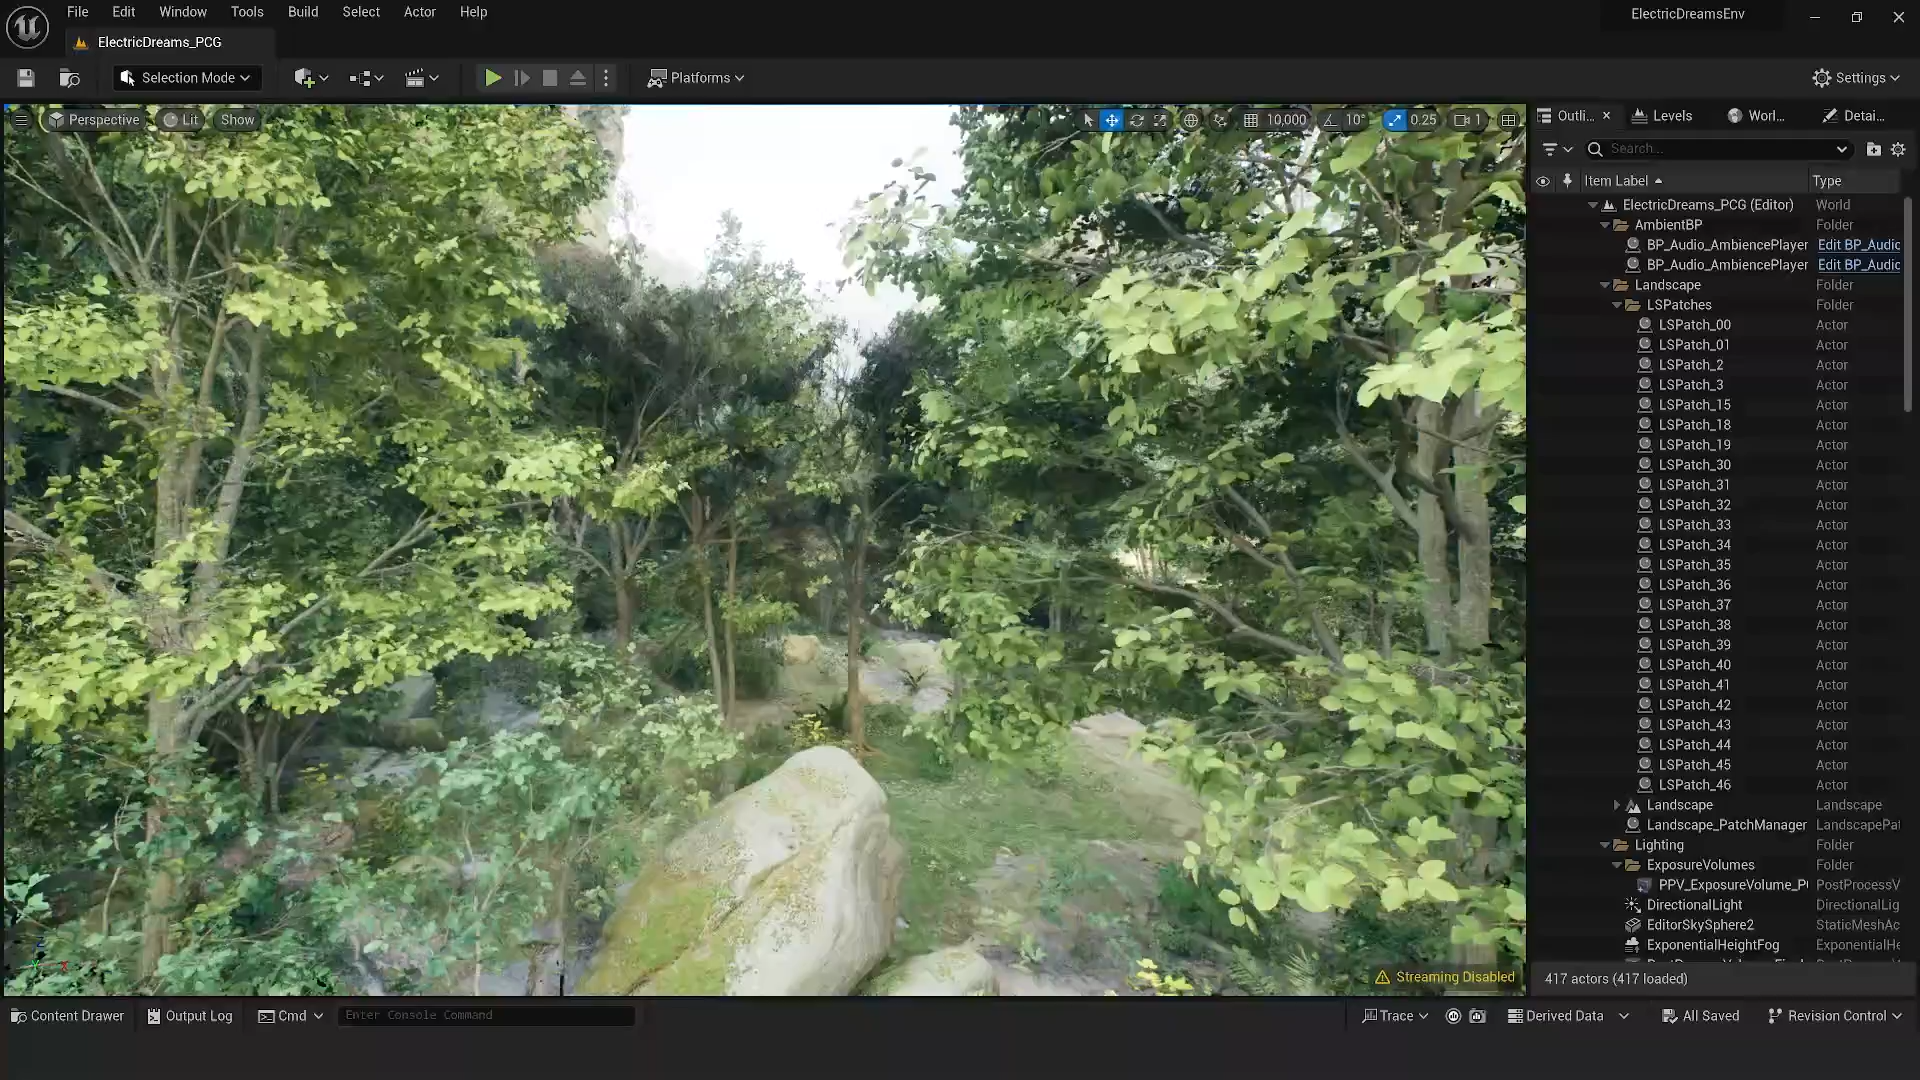 File Edit Window Tools Build Select Actor Help
ElectricDreamsEnv
ElectricDreams_PCG
Selection Mode
Platforms
Settings
Perspective Lit Show
10,000 10° 0.25 1
Outli... Levels Worl... Detai...
Search...
Item Label Type
ElectricDreams_PCG (Editor) World
AmbientBP Folder
BP_Audio_AmbiencePlayer Edit BP_Audic
BP_Audio_AmbiencePlayer Edit BP_Audic
Landscape Folder
LSPatches Folder
LSPatch_00 Actor
LSPatch_01 Actor
LSPatch_2 Actor
LSPatch_3 Actor
LSPatch_15 Actor
LSPatch_18 Actor
LSPatch_19 Actor
LSPatch_30 Actor
LSPatch_31 Actor
LSPatch_32 Actor
LSPatch_33 Actor
LSPatch_34 Actor
LSPatch_35 Actor
LSPatch_36 Actor
LSPatch_37 Actor
LSPatch_38 Actor
LSPatch_39 Actor
LSPatch_40 Actor
LSPatch_41 Actor
LSPatch_42 Actor
LSPatch_43 Actor
LSPatch_44 Actor
LSPatch_45 Actor
LSPatch_46 Actor
Landscape Landscape
Landscape_PatchManager LandscapePa
Lighting Folder
ExposureVolumes Folder
PPV_ExposureVolume_P PostProcessV
DirectionalLight DirectionalLig
EditorSkySphere2 StaticMeshAc
ExponentialHeightFog ExponentialHe
Streaming Disabled
417 actors (417 loaded)
Content Drawer Output Log Cmd Enter Console Command
Trace Derived Data All Saved Revision Control